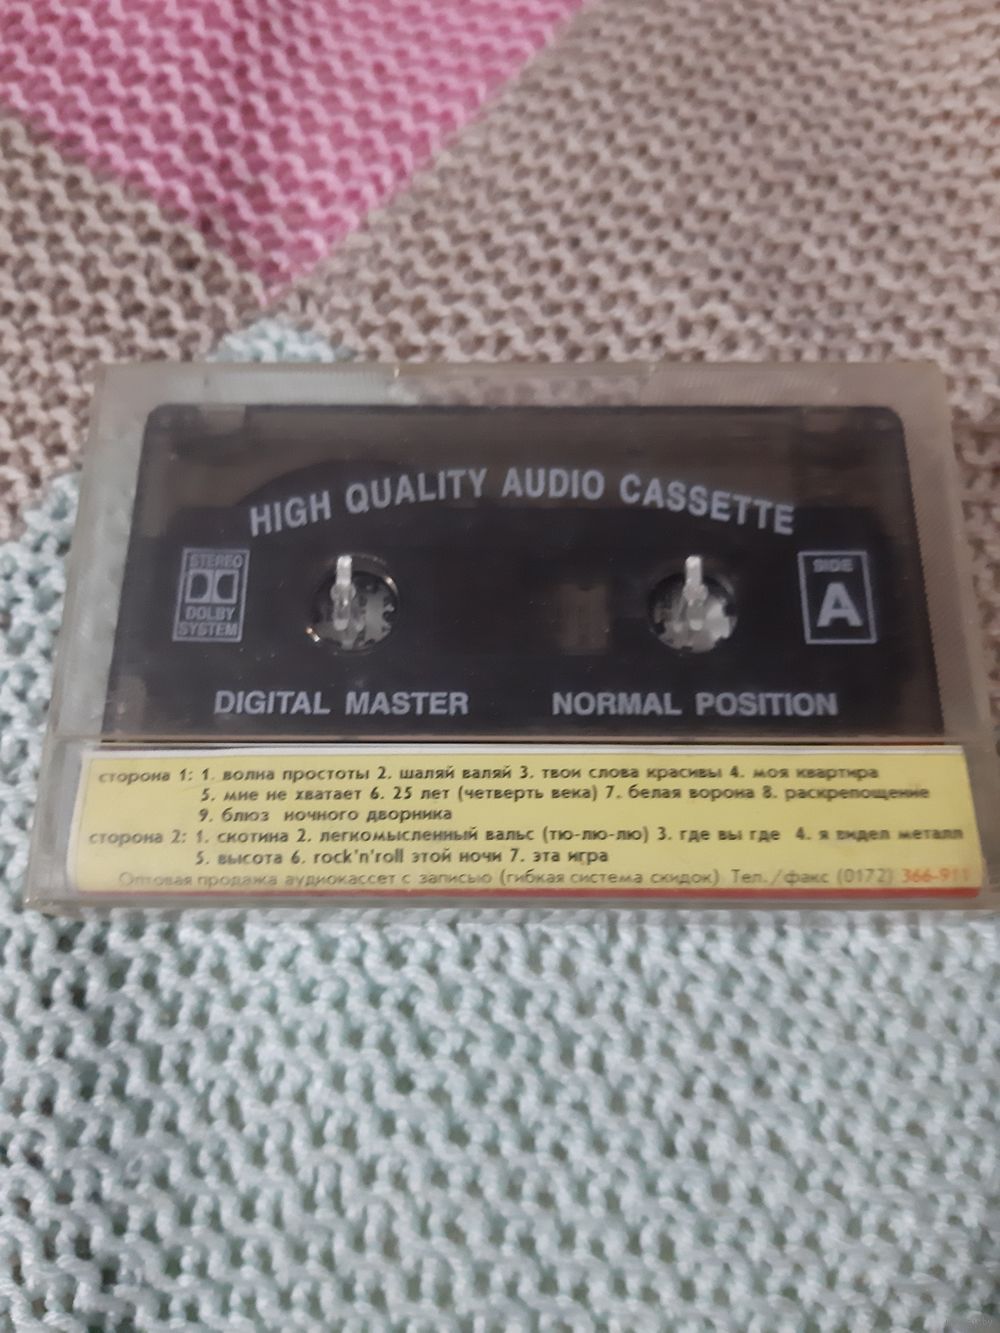 HIGH QUALITY AUDIO CASSETTE
STEREO
DOLBY
SYSTEM
SIDE
A
DIGITAL MASTER
NORMAL POSITION
сторона 1: 1. волна простоты 2. шаляй валяй 3. твои слова красивы 4. моя квартира
5. мне не хватает 6. 25 лет (четверть века) 7. белая ворона 8. раскрепощение
9. блюз ночного дворника
сторона 2: 1. скотина 2. легкомысленный вальс (тю-лю-лю) 3. где вы где 4. я видел металл
5. высота 6. rock'n'roll этой ночи 7. эта игра
Оптовая продажа аудиокассет с записью (гибкая система скидок) Тел./факс (0172)